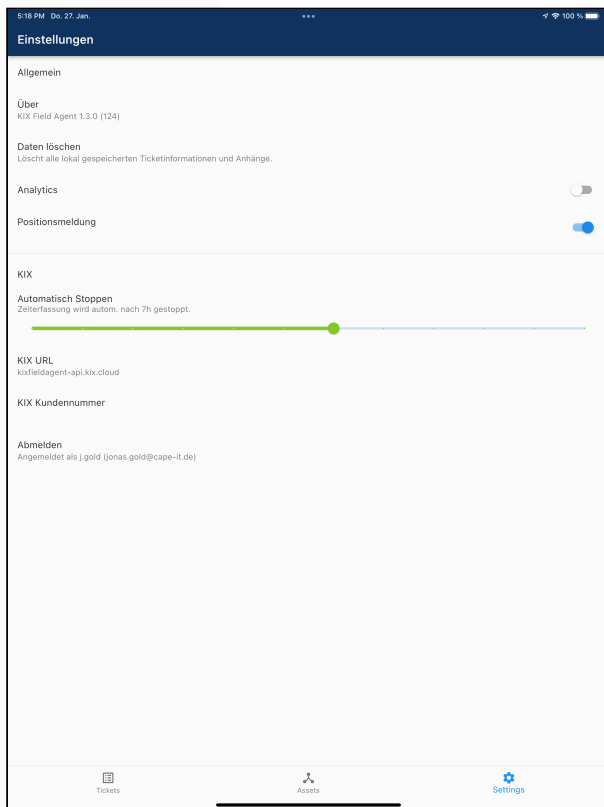 5:18 PM Do. 27. Jan. 100 %
Einstellungen
Allgemein
Über
KIX Field Agent 1.3.0 (124)
Daten löschen
Löscht alle lokal gespeicherten Ticketinformationen und Anhänge.
Analytics
Positionsmeldung
KIX
Automatisch Stoppen
Zeiterfassung wird autom. nach 7h gestoppt.
KIX URL
kixfieldagent-api.kix.cloud
KIX Kundennummer
Abmelden
Angemeldet als j.gold (jonas.gold@cape-it.de)
Tickets Assets Settings